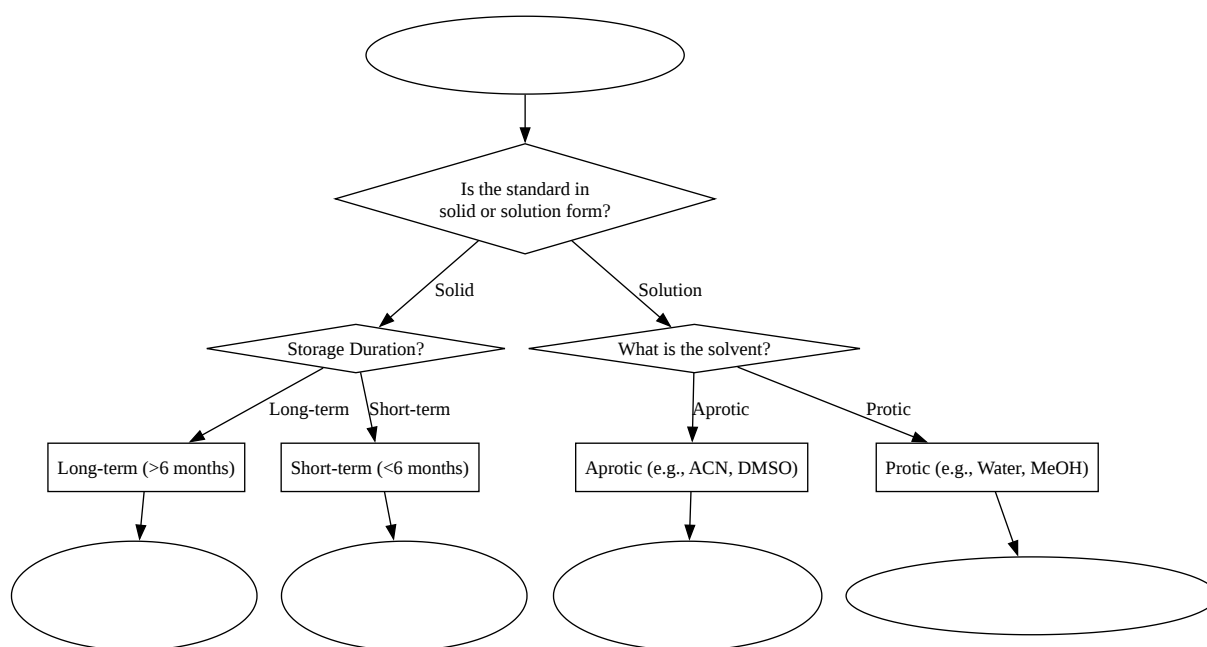 Is the standard in
solid or solution form?
Solid
Solution
Storage Duration?
What is the solvent?
Long-term
Short-term
Aprotic
Protic
Long-term (>6 months)
Short-term (<6 months)
Aprotic (e.g., ACN, DMSO)
Protic (e.g., Water, MeOH)